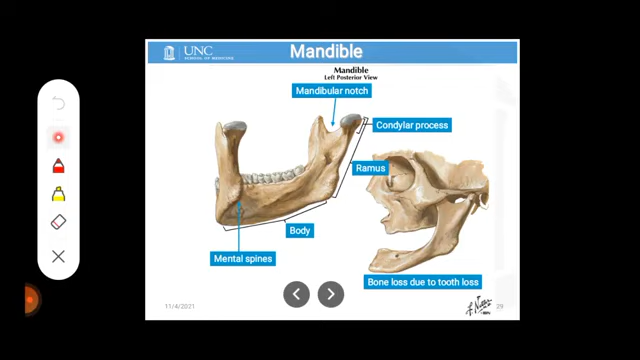 UNC
SCHOOL OF MEDICINE
Mandible
Mandible
Left Posterior View
Mandibular notch
Condylar process
Ramus
Body
Mental spines
Bone loss due to tooth loss
11/4/2021
29